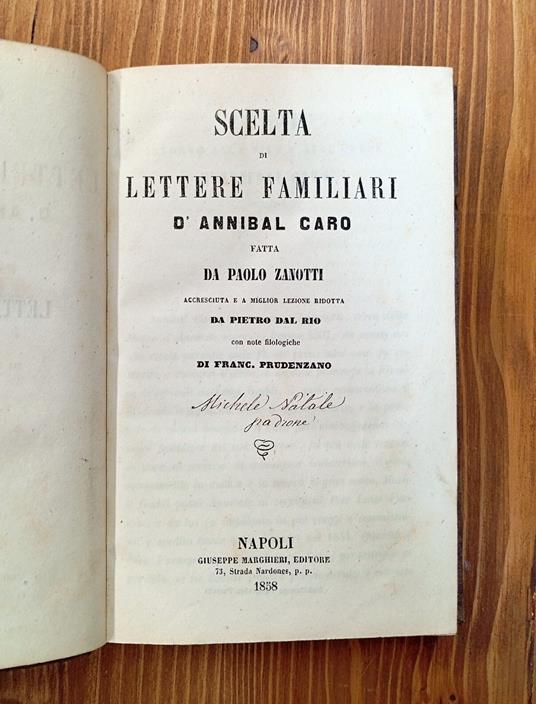 SCELTA
DI
LETTERE FAMILIARI
D' ANNIBAL CARO
FATTA
DA PAOLO ZANOTTI
ACCRESCIUTA E A MIGLIOR LEZIONE RIDOTTA
DA PIETRO DAL RIO
con note filologiche
DI FRANC. PRUDENZANO
Michele Natale
padrone
NAPOLI
GIUSEPPE MARGHIERI, EDITORE
73, Strada Nardones, p. p.
1858